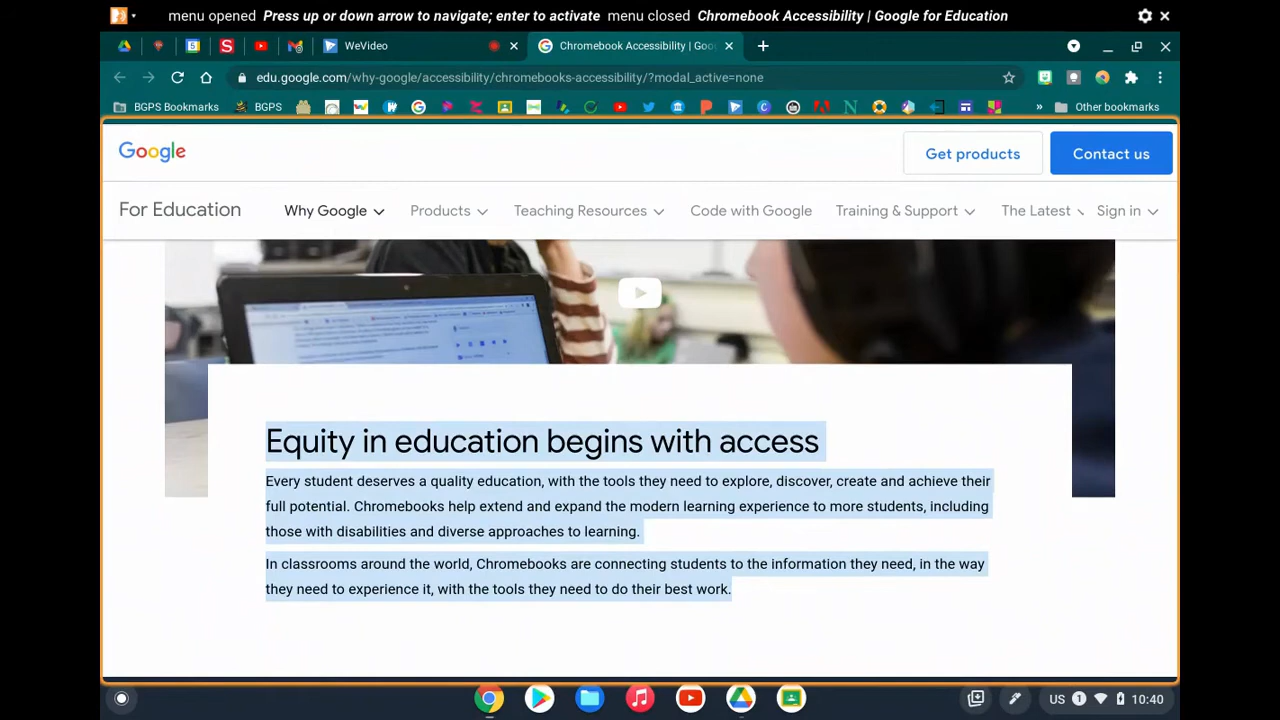 menu opened Press up or down arrow to navigate; enter to activate menu closed Chromebook Accessibility | Google for Education
WeVideo
Chromebook Accessibility | Goo
edu.google.com/why-google/accessibility/chromebooks-accessibility/?modal_active=none
BGPS Bookmarks BGPS Other bookmarks
Google
Get products
Contact us
For Education
Why Google
Products
Teaching Resources
Code with Google
Training & Support
The Latest
Sign in
Equity in education begins with access
Every student deserves a quality education, with the tools they need to explore, discover, create and achieve their
full potential. Chromebooks help extend and expand the modern learning experience to more students, including
those with disabilities and diverse approaches to learning.
In classrooms around the world, Chromebooks are connecting students to the information they need, in the way
they need to experience it, with the tools they need to do their best work.
US 1 10:40